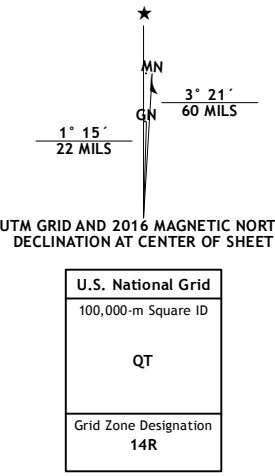 MN
GN
3° 21´
60 MILS
1° 15´
22 MILS
UTM GRID AND 2016 MAGNETIC NORT
DECLINATION AT CENTER OF SHEET
U.S. National Grid
100,000-m Square ID
QT
Grid Zone Designation
14R